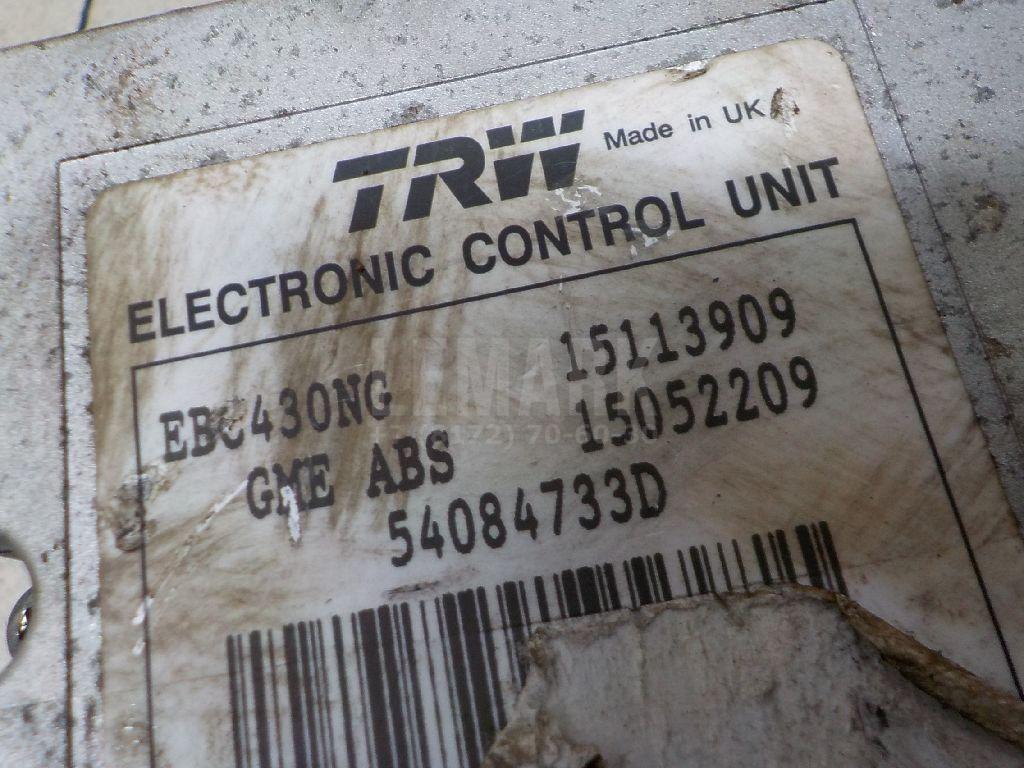 TRW Made in UK
ELECTRONIC CONTROL UNIT
EBC430NG 15113909
GME ABS 15052209
54084733D